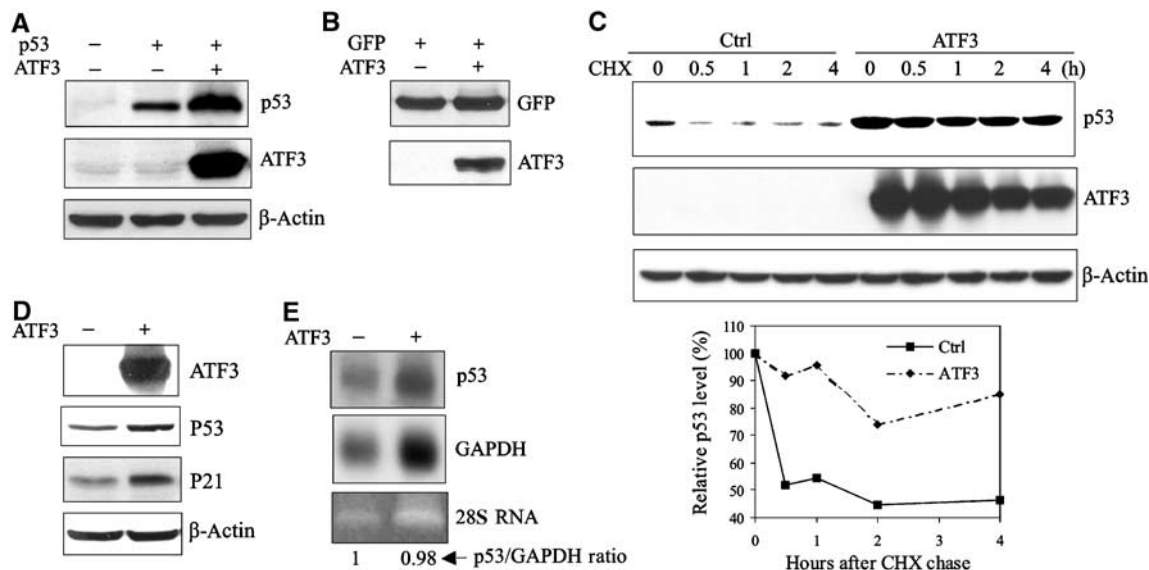 A
p53 – + +
ATF3 – – +
p53
ATF3
β-Actin
B
GFP + +
ATF3 – +
GFP
ATF3
C
Ctrl ATF3
CHX 0 0.5 1 2 4 0 0.5 1 2 4 (h)
p53
ATF3
β-Actin
D
ATF3 – +
ATF3
P53
P21
β-Actin
E
ATF3 – +
p53
GAPDH
28S RNA
1 0.98 p53/GAPDH ratio
Relative p53 level (%)
110
100
90
80
70
60
50
40
Ctrl
ATF3
0 1 2 3 4
Hours after CHX chase